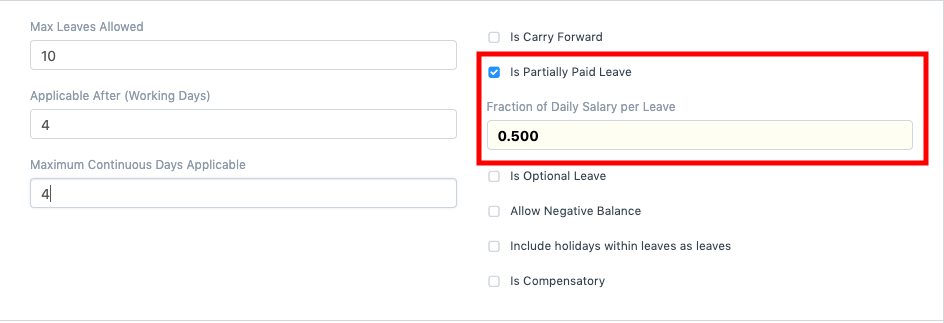 Max Leaves Allowed
10
Applicable After (Working Days)
4
Maximum Continuous Days Applicable
4
Is Carry Forward
Is Partially Paid Leave
Fraction of Daily Salary per Leave
0.500
Is Optional Leave
Allow Negative Balance
Include holidays within leaves as leaves
Is Compensatory